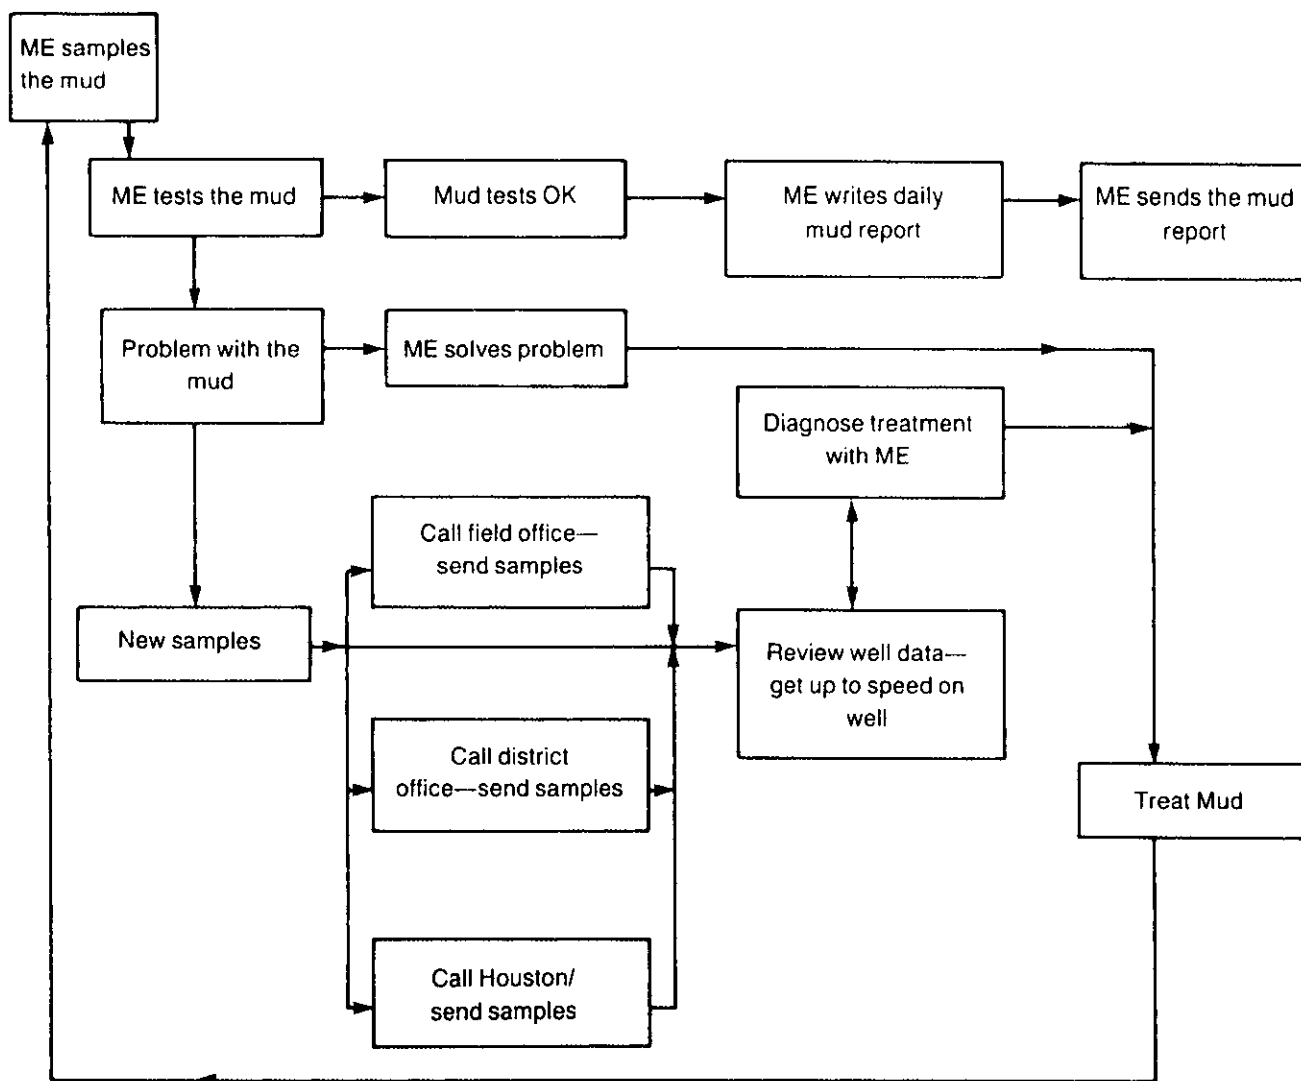 ME samples
the mud
ME tests the mud
Mud tests OK
ME writes daily
mud report
ME sends the mud
report
Problem with the
mud
ME solves problem
Diagnose treatment
with ME
Call field office—
send samples
New samples
Review well data—
get up to speed on
well
Call district
office—send samples
Treat Mud
Call Houston/
send samples